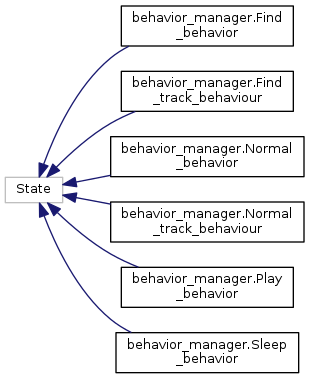 behavior_manager.Find
_behavior
behavior_manager.Find
_track_behaviour
behavior_manager.Normal
_behavior
State
behavior_manager.Normal
_track_behaviour
behavior_manager.Play
_behavior
behavior_manager.Sleep
_behavior